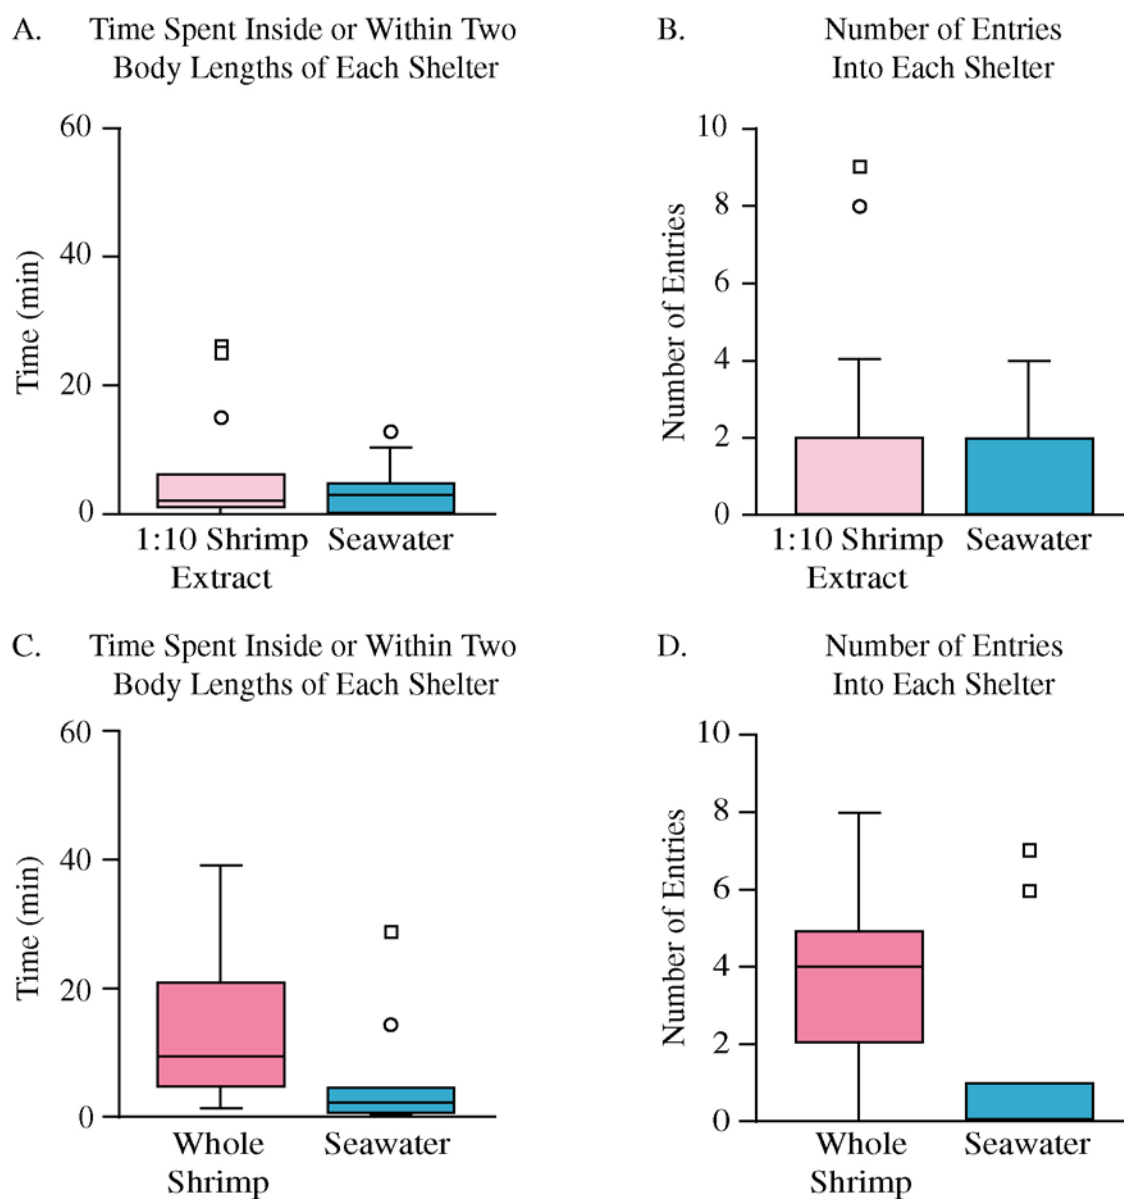 A. Time Spent Inside or Within Two
Body Lengths of Each Shelter
60
40
20
0
Time (min)
1:10 Shrimp
Extract
Seawater
B. Number of Entries
Into Each Shelter
10
8
6
4
2
0
Number of Entries
1:10 Shrimp
Extract
Seawater
C. Time Spent Inside or Within Two
Body Lengths of Each Shelter
60
40
20
0
Time (min)
Whole
Shrimp
Seawater
D. Number of Entries
Into Each Shelter
10
8
6
4
2
0
Number of Entries
Whole
Shrimp
Seawater